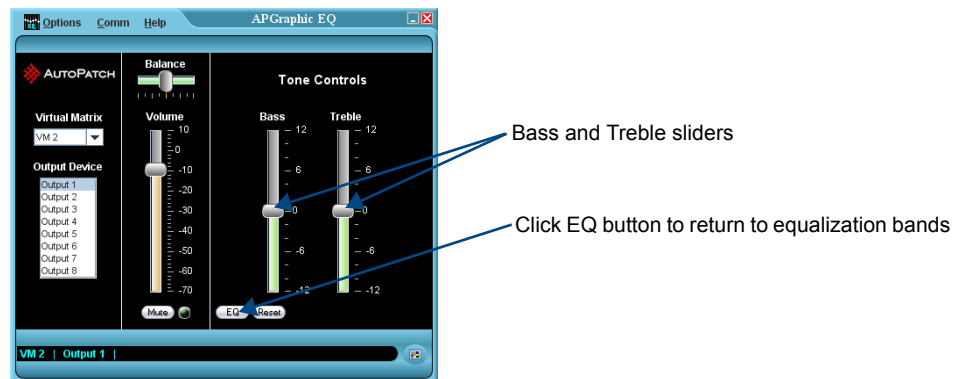 Options Comm Help APGraphic EQ
AUTOPATCH
Virtual Matrix
VM 2
Output Device
Output 1
Output 2
Output 3
Output 4
Output 5
Output 6
Output 7
Output 8
Balance
Volume
10
0
-10
-20
-30
-40
-50
-60
-70
Mute
Tone Controls
Bass Treble
12 12
6 6
0 0
-6 -6
-12 -12
EQ Reset
VM 2 | Output 1 |
Bass and Treble sliders
Click EQ button to return to equalization bands